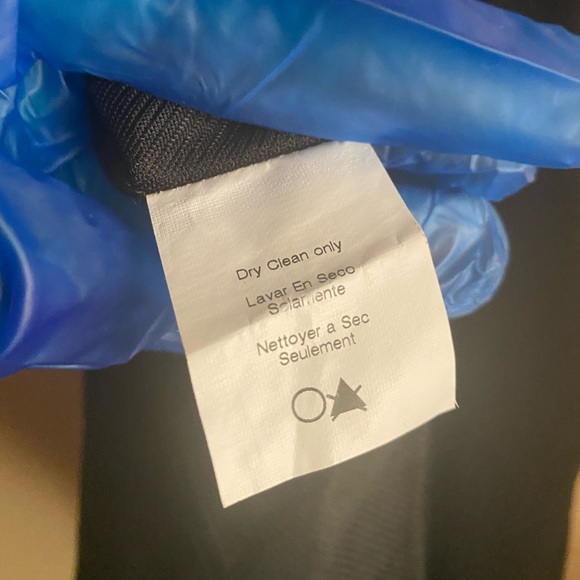 Dry Clean only
Lavar En Seco
Solamente
Nettoyer à Sec
Seulement